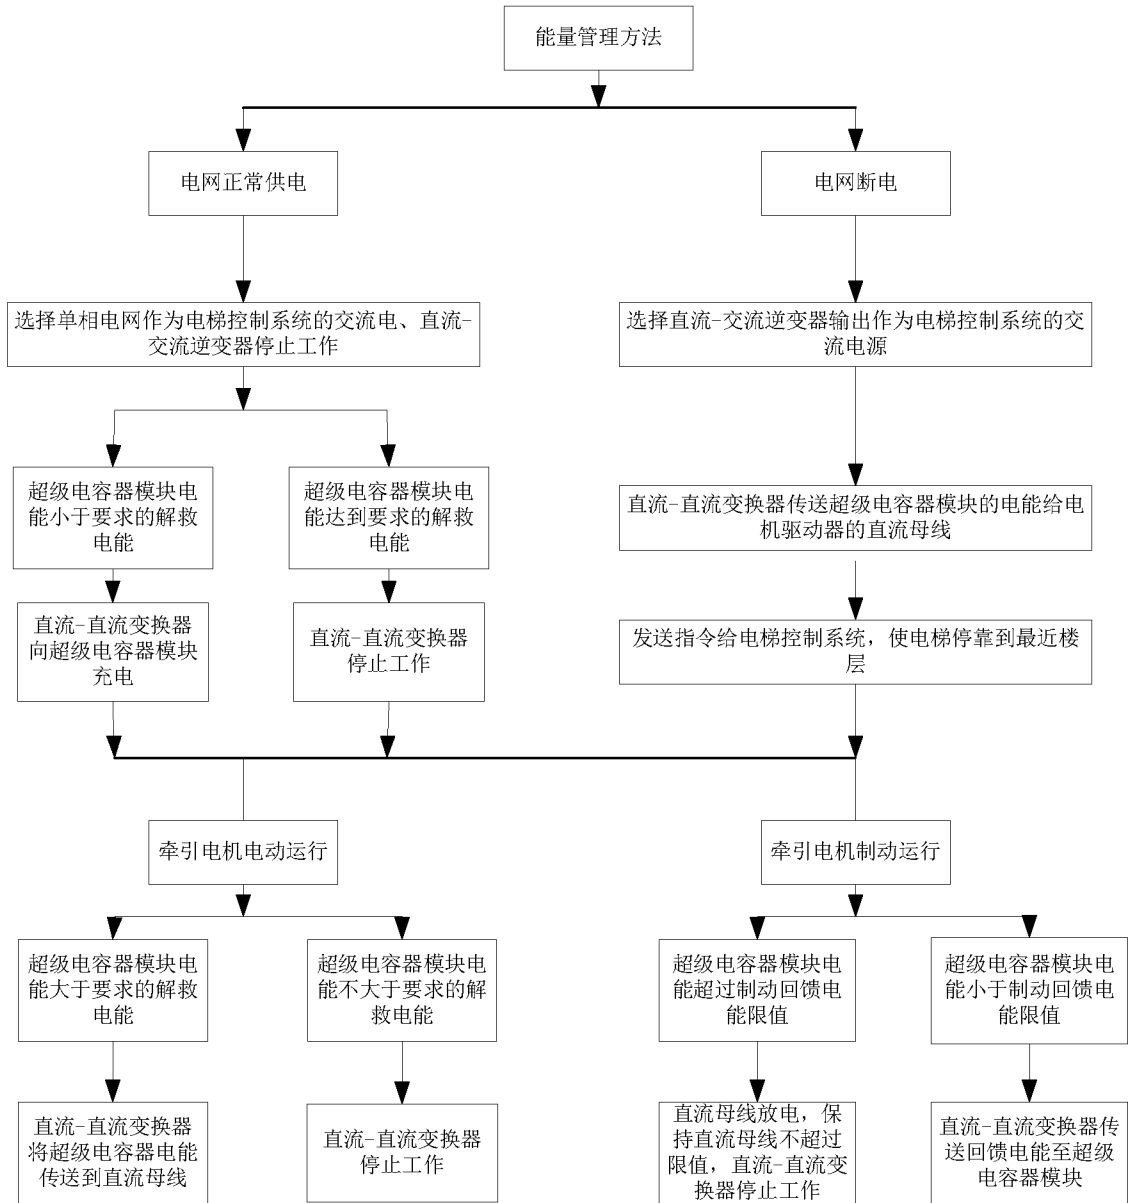 能量管理方法
电网正常供电
电网断电
选择单相电网作为电梯控制系统的交流电、直流-
交流逆变器停止工作
选择直流-交流逆变器输出作为电梯控制系统的交
流电源
超级电容器模块电
能小于要求的解救
电能
超级电容器模块电
能达到要求的解救
电能
直流-直流变换器传送超级电容器模块的电能给电
机驱动器的直流母线
直流-直流变换器
向超级电容器模块
充电
直流-直流变换器
停止工作
发送指令给电梯控制系统，使电梯停靠到最近楼
层
牵引电机电动运行
牵引电机制动运行
超级电容器模块电
能大于要求的解救
电能
超级电容器模块电
能不大于要求的解
救电能
超级电容器模块电
能超过制动回馈电
能限值
超级电容器模块电
能小于制动回馈电
能限值
直流-直流变换器
将超级电容器电能
传送到直流母线
直流-直流变换器
停止工作
直流母线放电，保
持直流母线不超过
限值，直流-直流变
换器停止工作
直流-直流变换器传
送回馈电能至超级
电容器模块